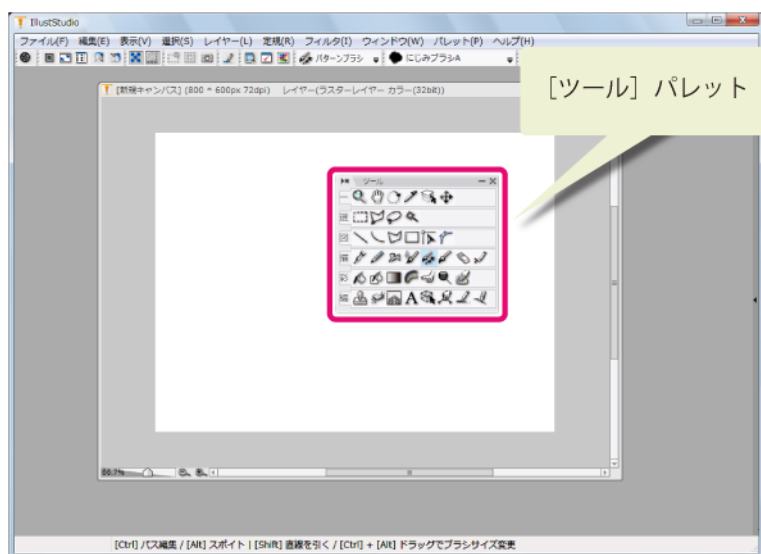 IllustStudio
ファイル(F) 編集(E) 表示(V) 選択(S) レイヤー(L) 定規(R) フィルタ(I) ウィンドウ(W) パレット(P) ヘルプ(H)
パターンブラシ にじみブラシA
［ツール］パレット
[新規キャンバス] (800 * 600px 72dpi) レイヤー(ラスターレイヤー カラー(32bit))
ツール
[Ctrl] パス編集 / [Alt] スポイト | [Shift] 直線を引く / [Ctrl] + [Alt] ドラッグでブラシサイズ変更